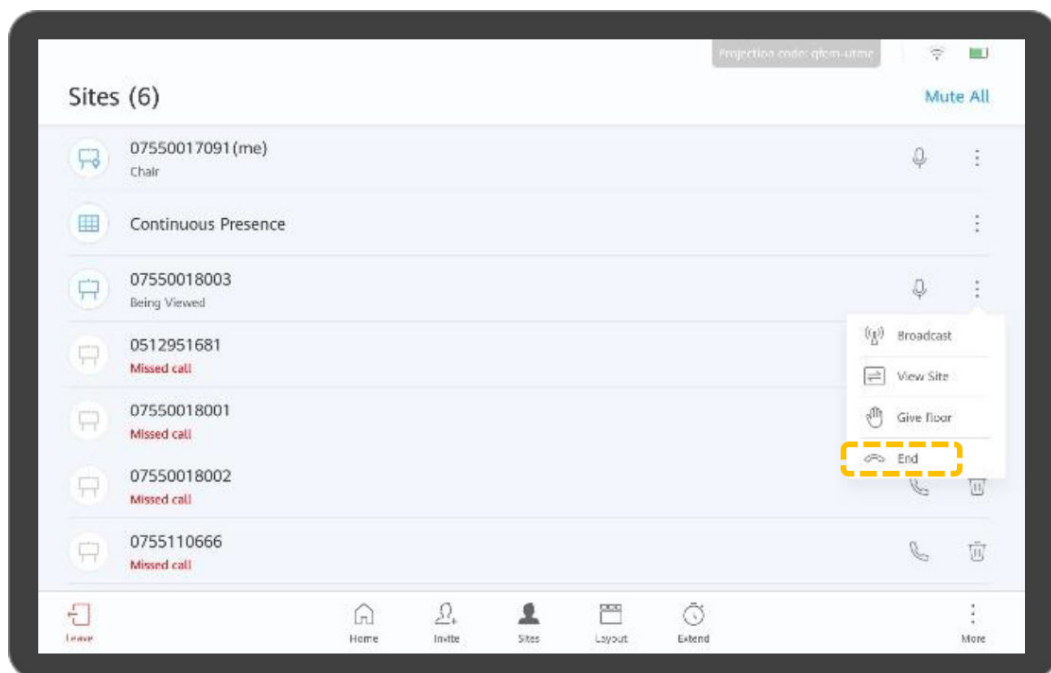 Projection code: qfem-utme
Sites (6)
Mute All
07550017091(me)
Chair
Continuous Presence
07550018003
Being Viewed
Broadcast
0512951681
Missed call
View Site
07550018001
Give floor
Missed call
End
07550018002
Missed call
0755110666
Missed call
Leave
Home
Invite
Sites
Layout
Extend
More